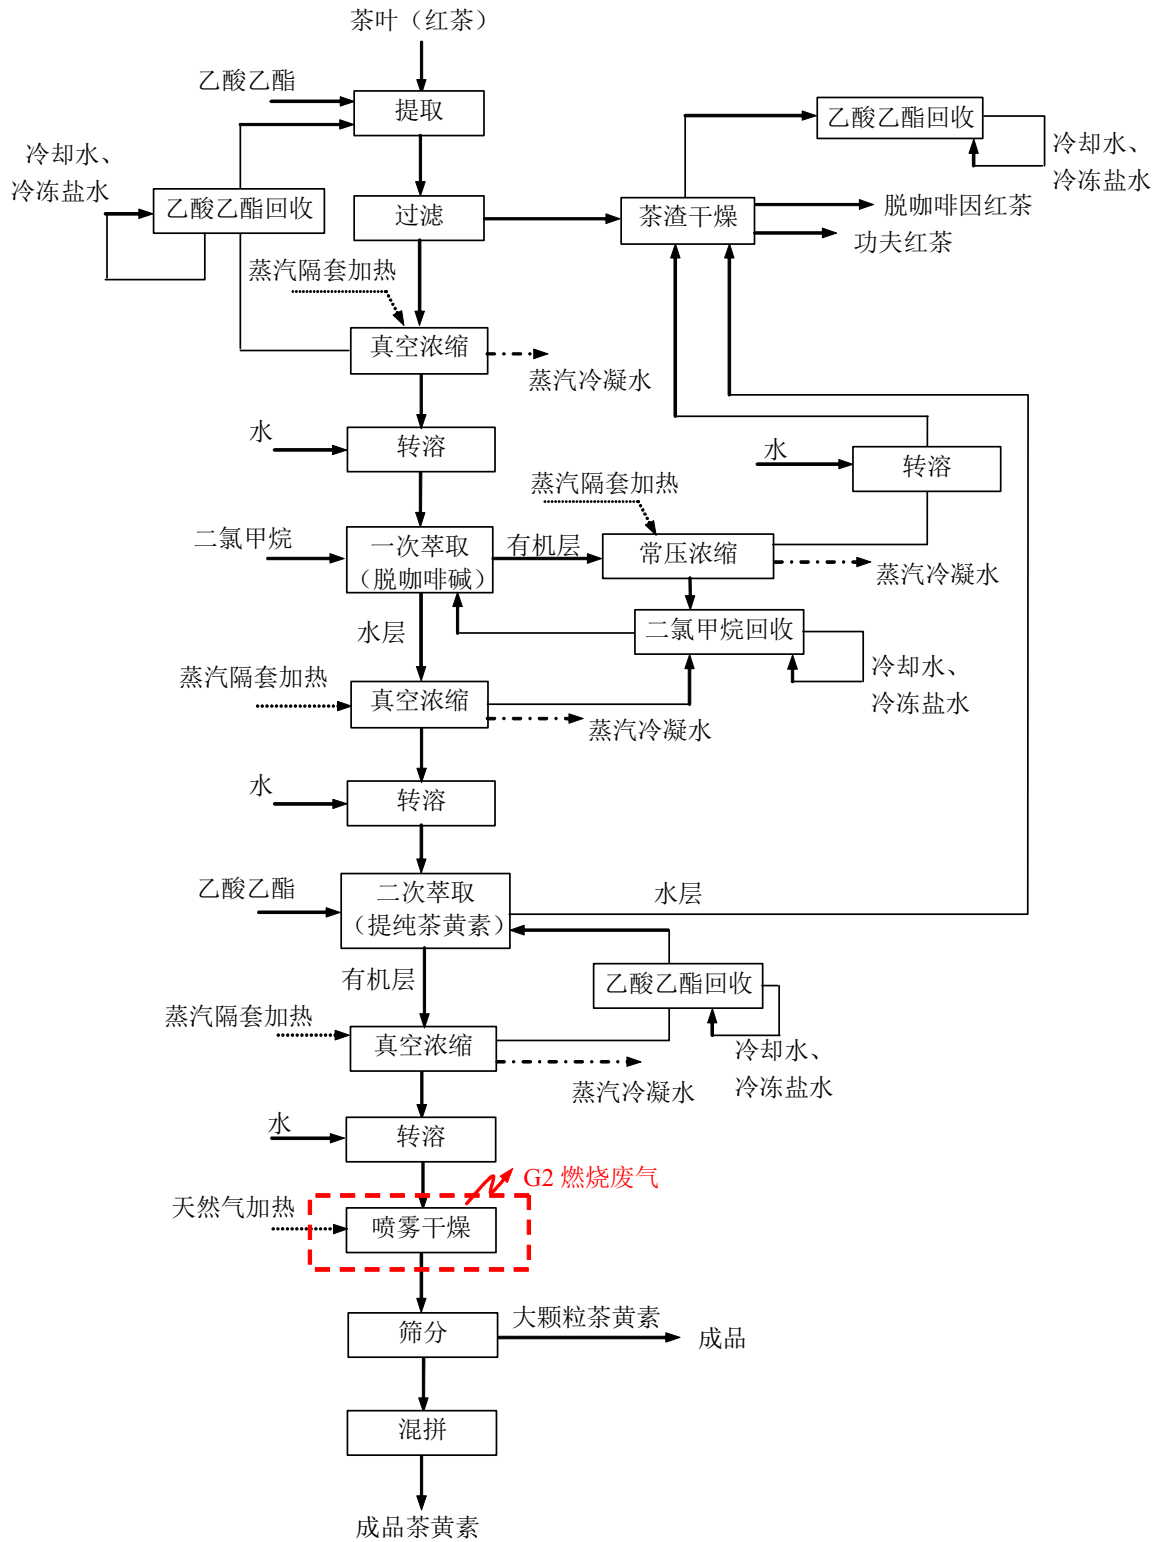 茶叶（红茶）
乙酸乙酯
提取
乙酸乙酯回收
冷却水、
冷冻盐水
冷却水、
冷冻盐水
乙酸乙酯回收
过滤
茶渣干燥
脱咖啡因红茶
功夫红茶
蒸汽隔套加热
真空浓缩
蒸汽冷凝水
水
转溶
水
转溶
蒸汽隔套加热
二氯甲烷
一次萃取
（脱咖啡碱）
有机层
常压浓缩
蒸汽冷凝水
水层
二氯甲烷回收
冷却水、
冷冻盐水
蒸汽隔套加热
真空浓缩
蒸汽冷凝水
水
转溶
乙酸乙酯
二次萃取
（提纯茶黄素）
水层
有机层
乙酸乙酯回收
冷却水、
冷冻盐水
蒸汽隔套加热
真空浓缩
蒸汽冷凝水
水
转溶
G2 燃烧废气
天然气加热
喷雾干燥
筛分
大颗粒茶黄素
成品
混拼
成品茶黄素